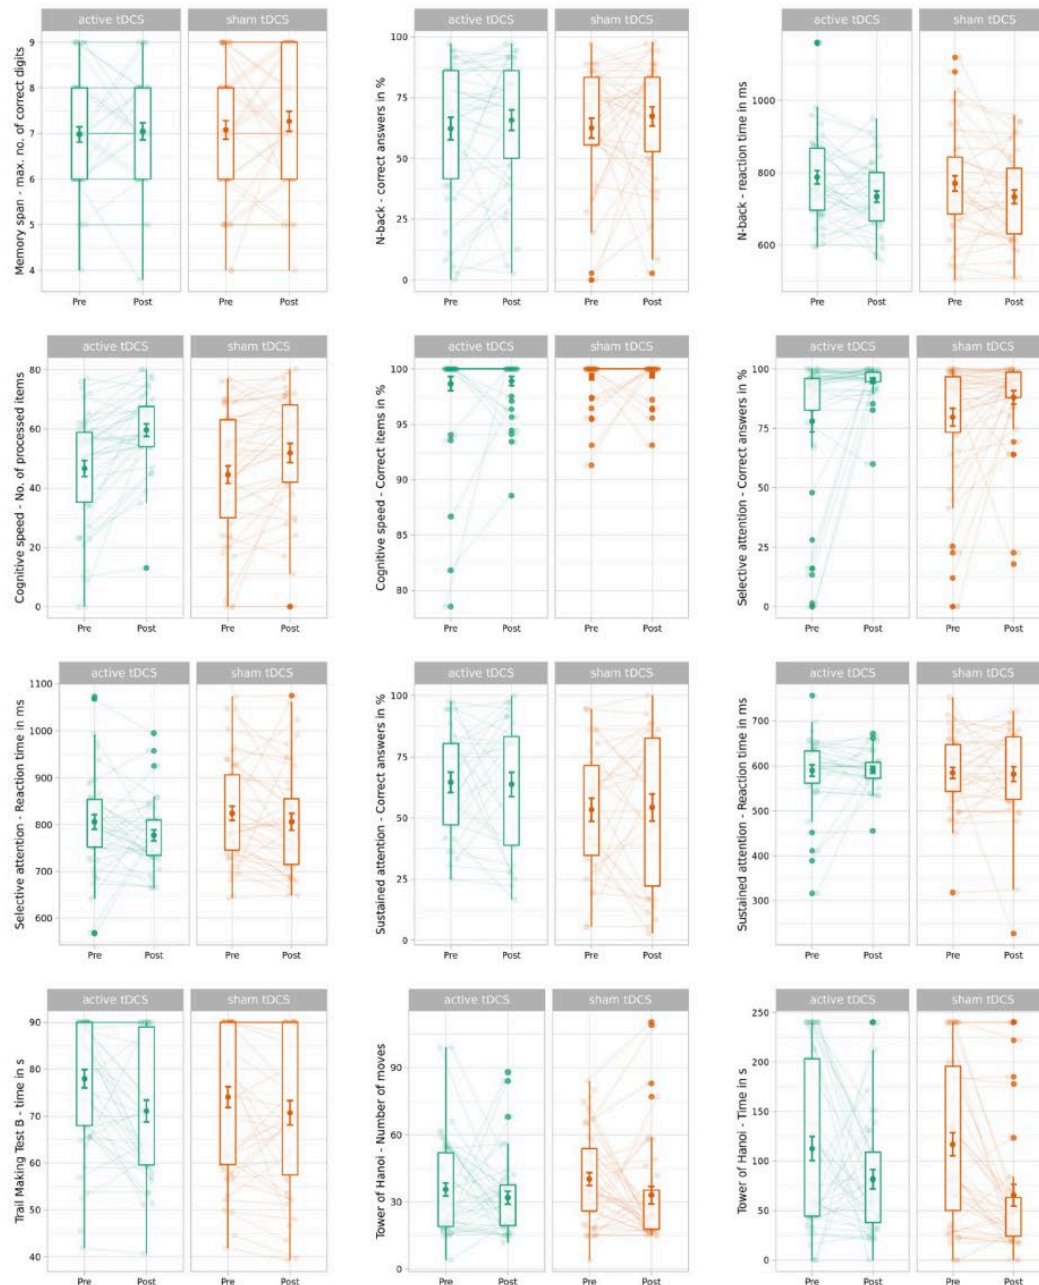 active tDCS sham tDCS
Memory span - max. no. of correct digits
9
8
7
6
5
4
Pre Post Pre Post
active tDCS sham tDCS
N-back - correct answers in %
100
75
50
25
0
Pre Post Pre Post
active tDCS sham tDCS
N-back - reaction time in ms
1000
800
600
Pre Post Pre Post
active tDCS sham tDCS
Cognitive speed - No. of processed items
80
60
40
20
0
Pre Post Pre Post
active tDCS sham tDCS
Cognitive speed - Correct items in %
100
95
90
85
80
Pre Post Pre Post
active tDCS sham tDCS
Selective attention - Correct answers in %
100
75
50
25
0
Pre Post Pre Post
active tDCS sham tDCS
Selective attention - Reaction time in ms
1100
1000
900
800
700
600
Pre Post Pre Post
active tDCS sham tDCS
Sustained attention - Correct answers in %
100
75
50
25
0
Pre Post Pre Post
active tDCS sham tDCS
Sustained attention - Reaction time in ms
700
600
500
400
300
Pre Post Pre Post
active tDCS sham tDCS
Trail Making Test B - time in s
90
80
70
60
50
40
Pre Post Pre Post
active tDCS sham tDCS
Tower of Hanoi - Number of moves
90
60
30
0
Pre Post Pre Post
active tDCS sham tDCS
Tower of Hanoi - Time in s
250
200
150
100
50
0
Pre Post Pre Post